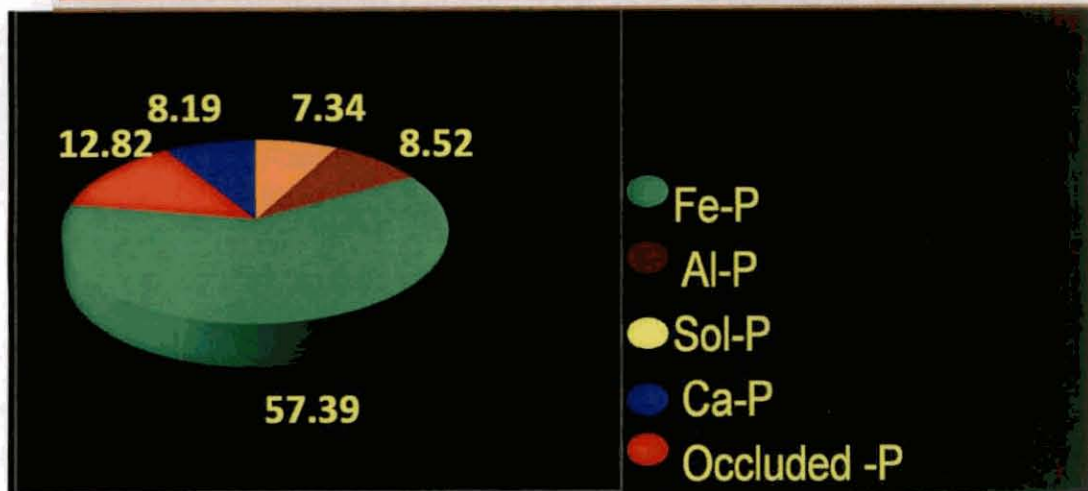 8.19 7.34
12.82 8.52
57.39
Fe-P
Al-P
Sol-P
Ca-P
Occluded -P